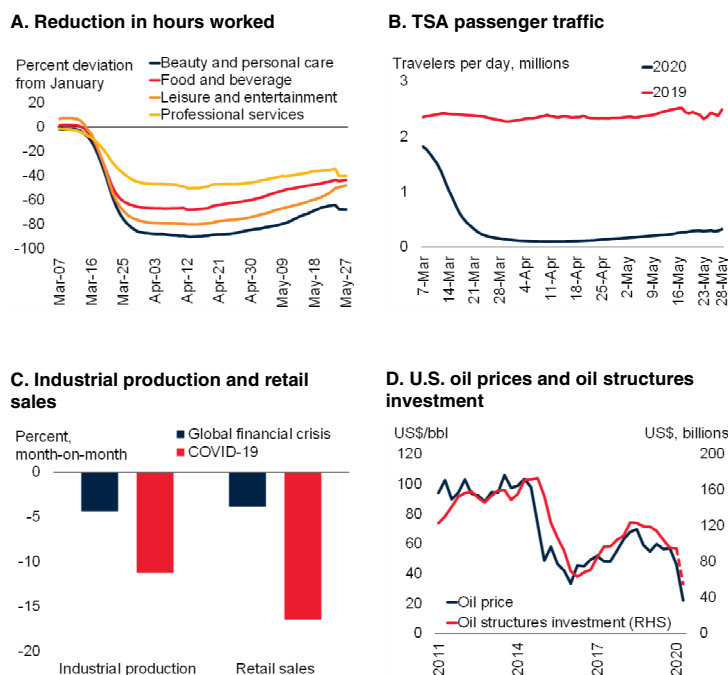 A. Reduction in hours worked
Percent deviation
from January
Beauty and personal care
Food and beverage
Leisure and entertainment
Professional services
20
0
-20
-40
-60
-80
-100
Mar-07
Mar-16
Mar-25
Apr-03
Apr-12
Apr-21
Apr-30
May-09
May-18
May-27
B. TSA passenger traffic
Travelers per day, millions
2020
2019
3
2
1
0
7-Mar
14-Mar
21-Mar
28-Mar
4-Apr
11-Apr
18-Apr
25-Apr
2-May
9-May
16-May
23-May
28-May
C. Industrial production and retail
sales
Percent,
month-on-month
Global financial crisis
COVID-19
0
-5
-10
-15
-20
Industrial production
Retail sales
D. U.S. oil prices and oil structures
investment
US$/bbl
US$, billions
120
100
80
60
40
20
0
200
160
120
80
40
0
Oil price
Oil structures investment (RHS)
2011
2014
2017
2020